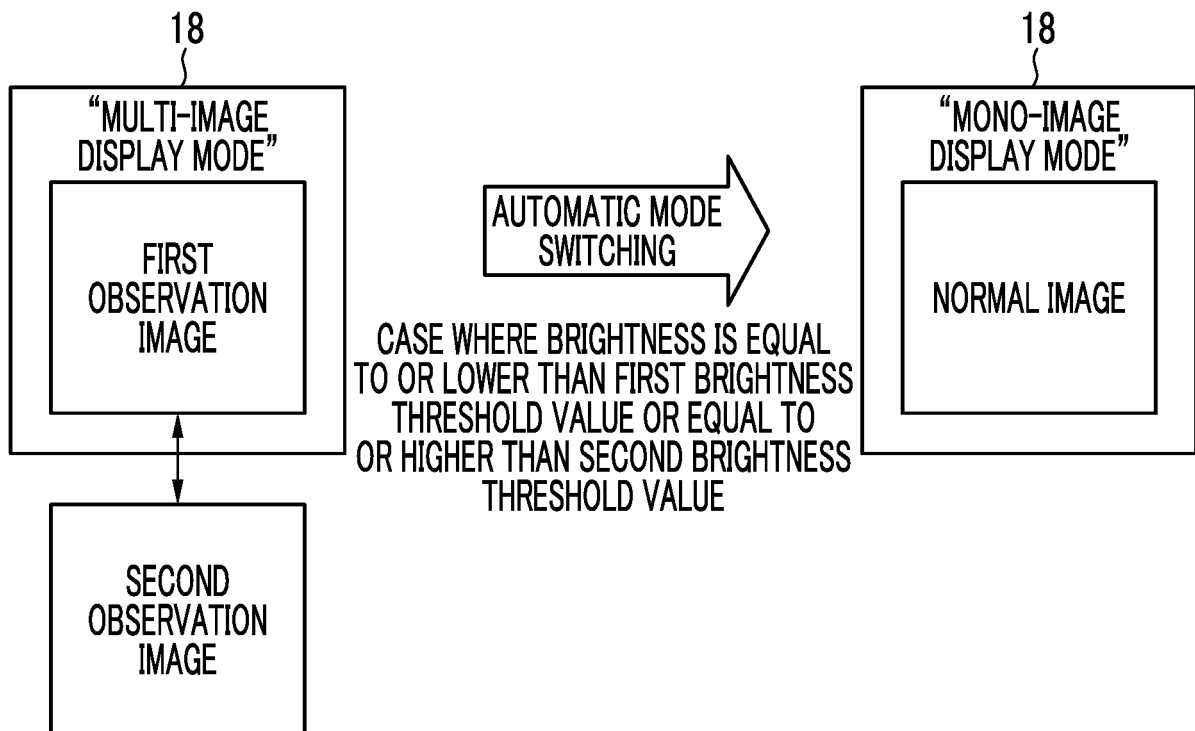 18
“MULTI-IMAGE
DISPLAY MODE”
FIRST
OBSERVATION
IMAGE
SECOND
OBSERVATION
IMAGE
AUTOMATIC MODE
SWITCHING
CASE WHERE BRIGHTNESS IS EQUAL
TO OR LOWER THAN FIRST BRIGHTNESS
THRESHOLD VALUE OR EQUAL TO
OR HIGHER THAN SECOND BRIGHTNESS
THRESHOLD VALUE
18
“MONO-IMAGE
DISPLAY MODE”
NORMAL IMAGE